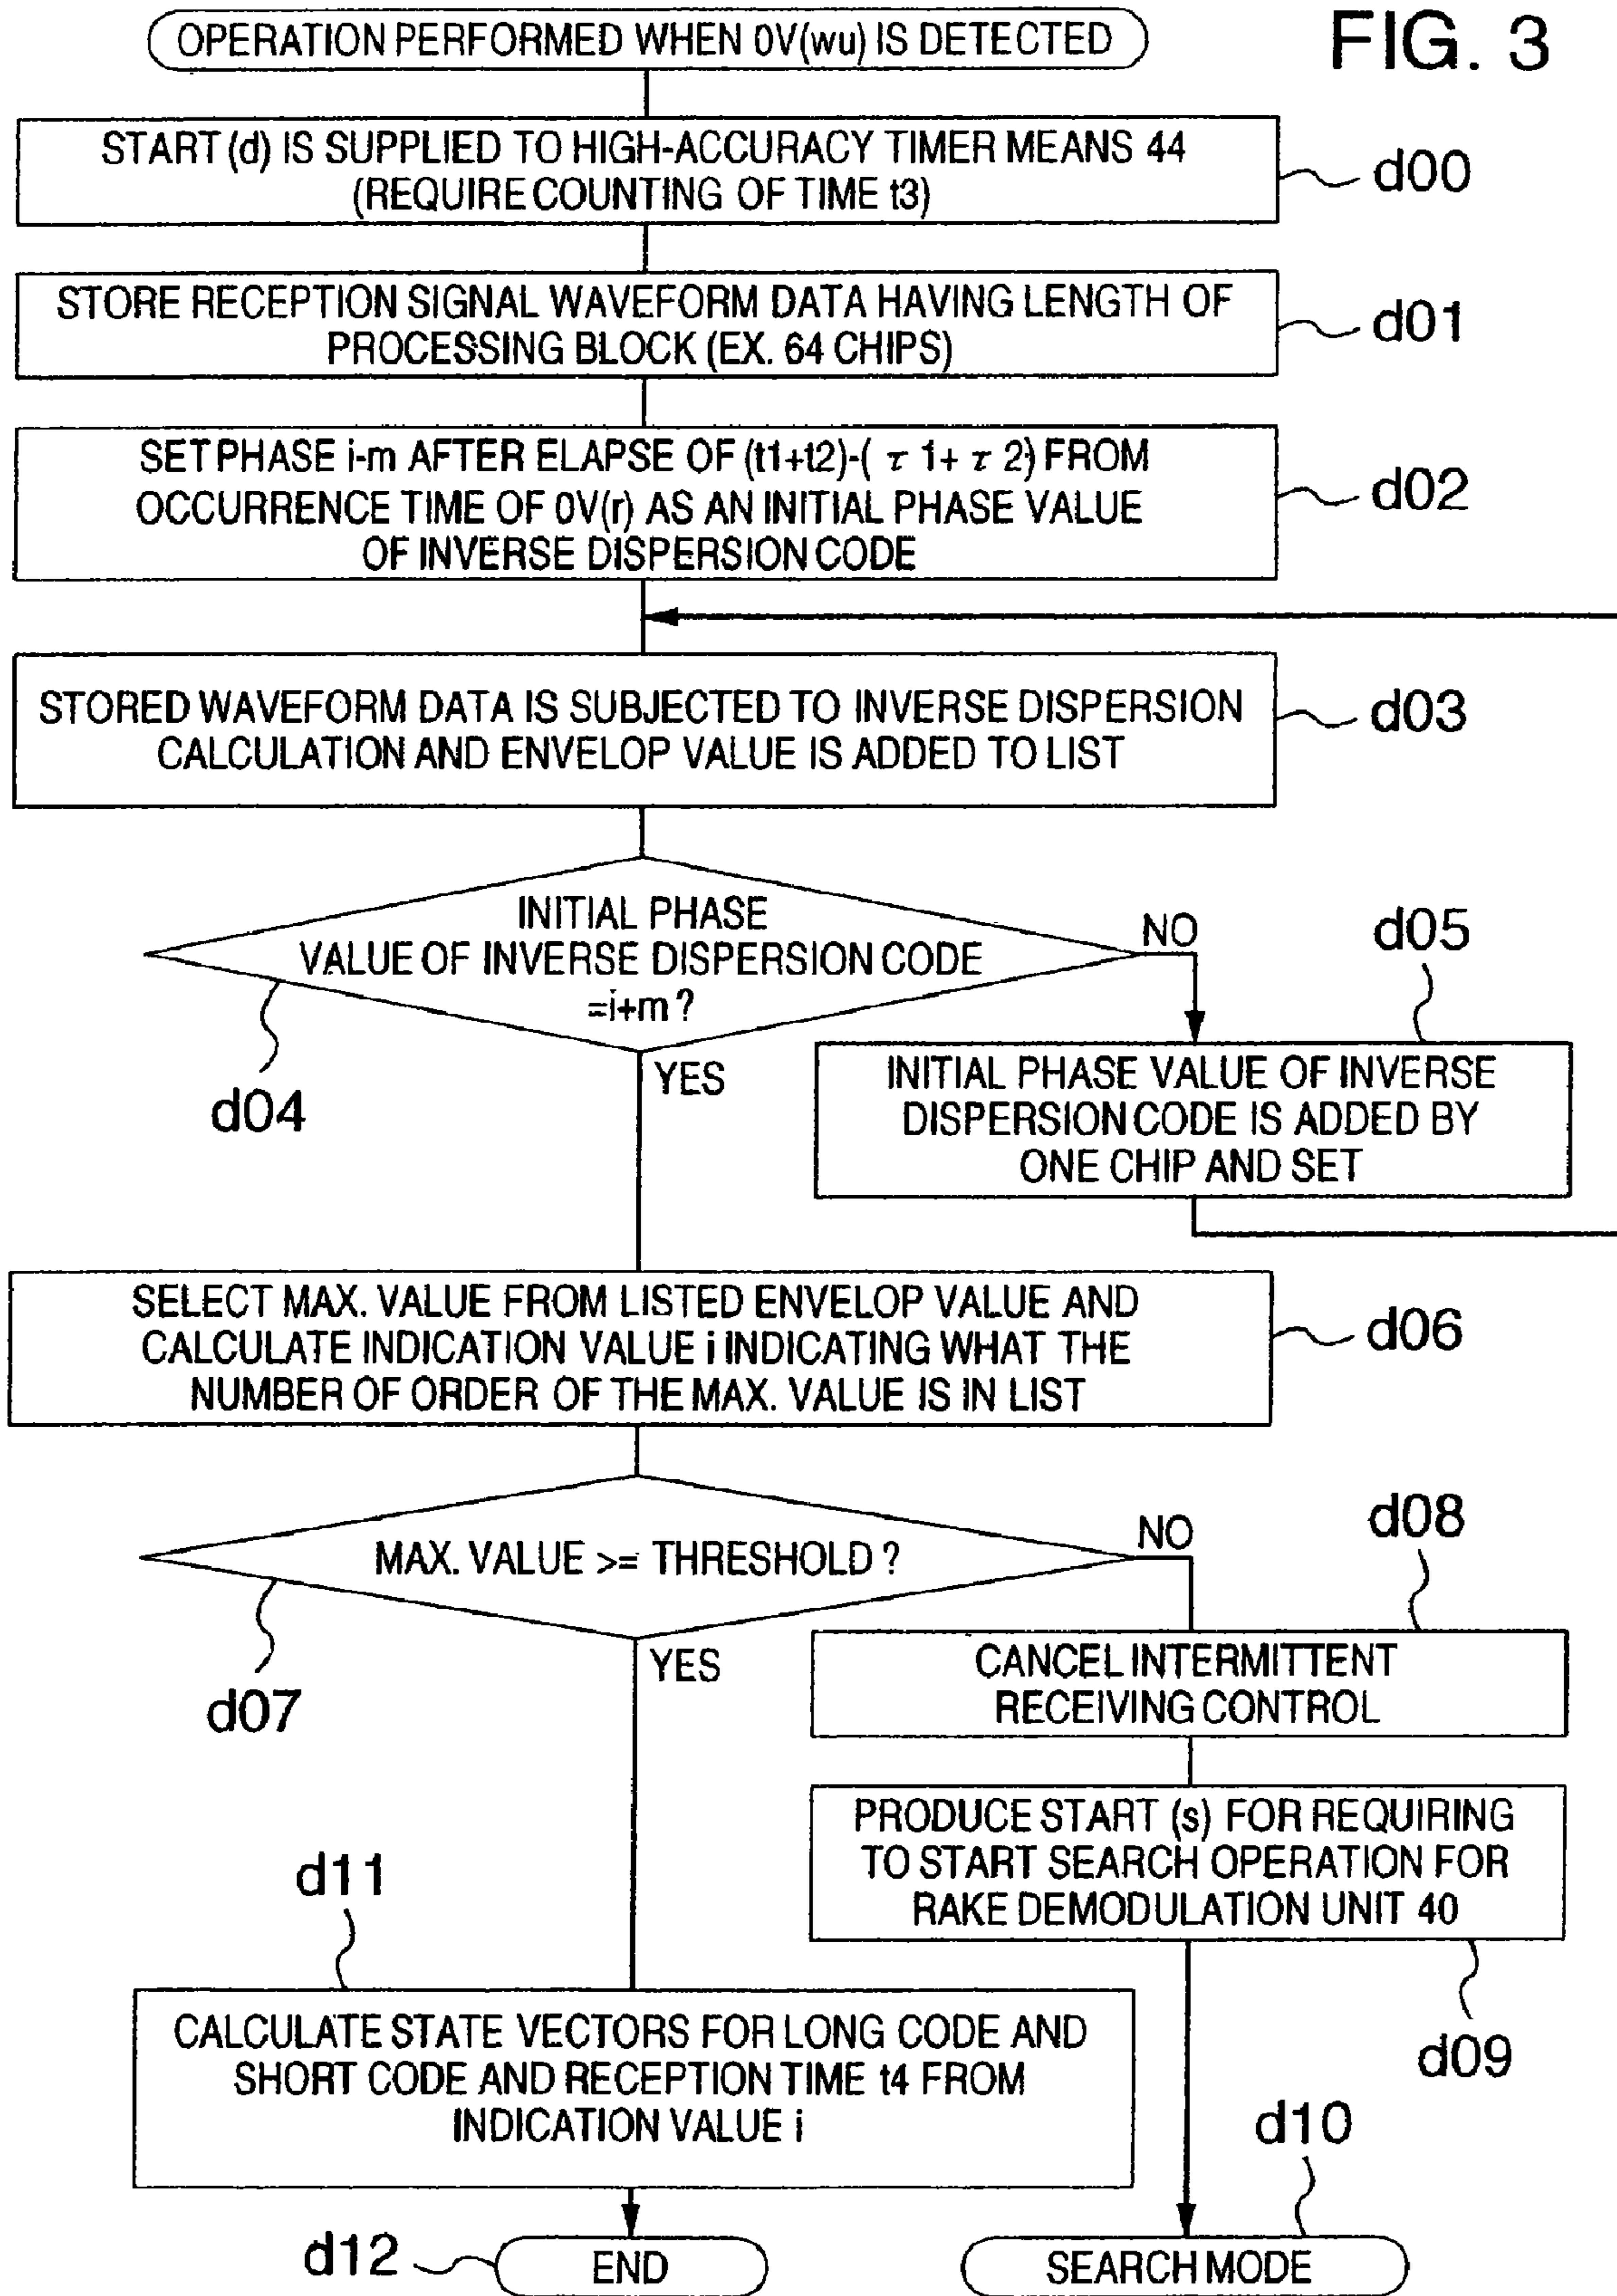 FIG. 3
OPERATION PERFORMED WHEN 0V(wu) IS DETECTED
START (d) IS SUPPLIED TO HIGH-ACCURACY TIMER MEANS 44
(REQUIRE COUNTING OF TIME t3)
d00
STORE RECEPTION SIGNAL WAVEFORM DATA HAVING LENGTH OF
PROCESSING BLOCK (EX. 64 CHIPS)
d01
SET PHASE i-m AFTER ELAPSE OF (t1+t2)-( τ 1+ τ 2) FROM
OCCURRENCE TIME OF 0V(r) AS AN INITIAL PHASE VALUE
OF INVERSE DISPERSION CODE
d02
STORED WAVEFORM DATA IS SUBJECTED TO INVERSE DISPERSION
CALCULATION AND ENVELOP VALUE IS ADDED TO LIST
d03
INITIAL PHASE
VALUE OF INVERSE DISPERSION CODE
=i+m ?
NO
YES
d04
d05
INITIAL PHASE VALUE OF INVERSE
DISPERSION CODE IS ADDED BY
ONE CHIP AND SET
SELECT MAX. VALUE FROM LISTED ENVELOP VALUE AND
CALCULATE INDICATION VALUE i INDICATING WHAT THE
NUMBER OF ORDER OF THE MAX. VALUE IS IN LIST
d06
MAX. VALUE >= THRESHOLD ?
NO
YES
d07
d08
CANCEL INTERMITTENT
RECEIVING CONTROL
PRODUCE START (s) FOR REQUIRING
TO START SEARCH OPERATION FOR
RAKE DEMODULATION UNIT 40
d09
d11
CALCULATE STATE VECTORS FOR LONG CODE AND
SHORT CODE AND RECEPTION TIME t4 FROM
INDICATION VALUE i
d10
d12
END
SEARCH MODE